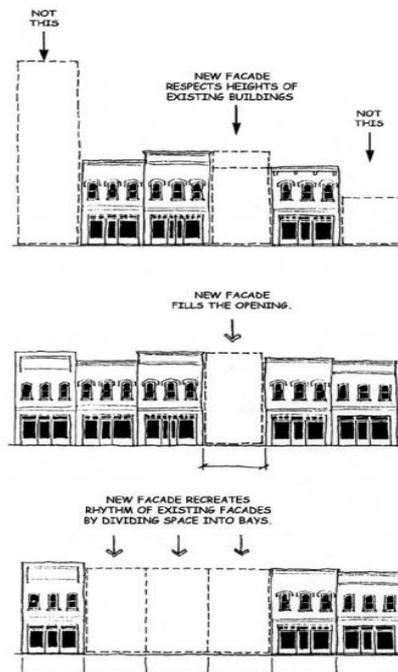 NOT
THIS
NEW FACADE
RESPECTS HEIGHTS OF
EXISTING BUILDINGS
NOT
THIS
NEW FACADE
FILLS THE OPENING.
NEW FACADE RECREATES
RHYTHM OF EXISTING FACADES
BY DIVIDING SPACE INTO BAYS.